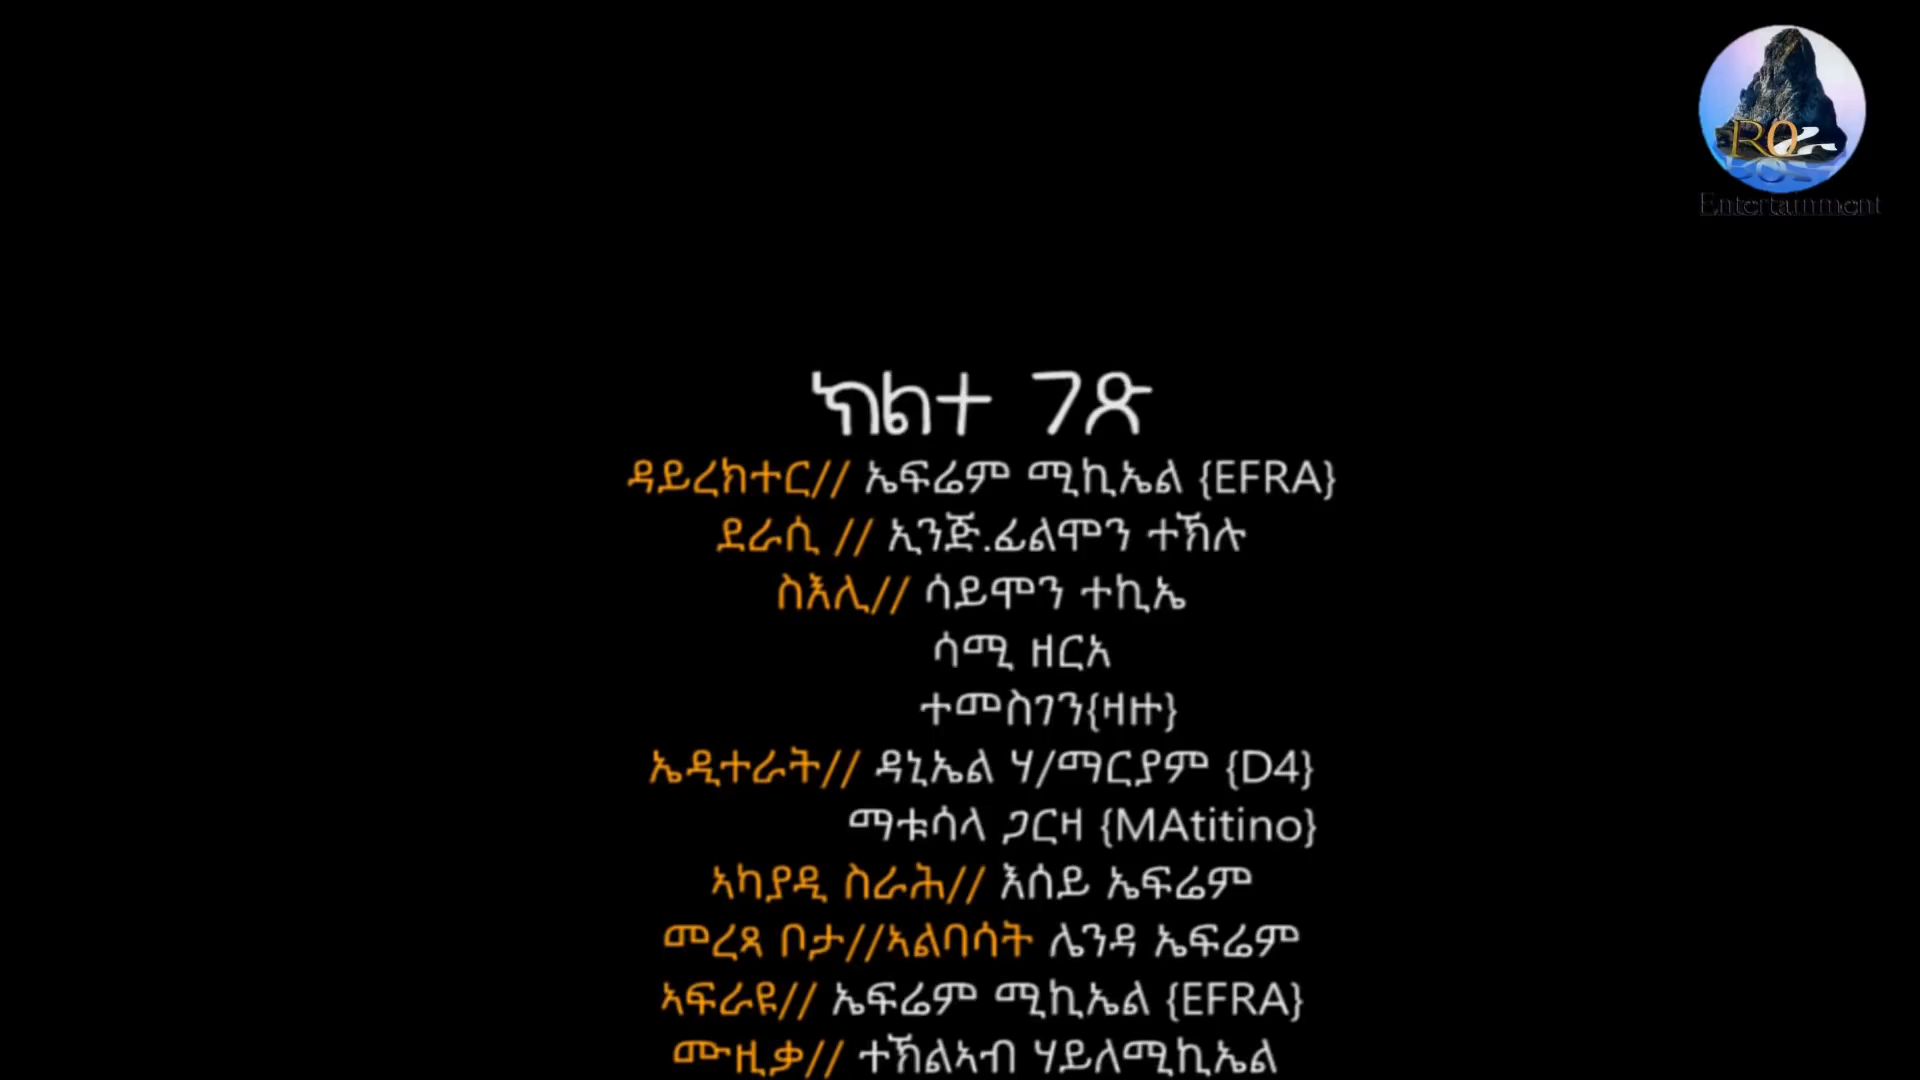 RO
Entertainment
ክልተ ገጽ
ዳይረክተር// ኤፍሬም ሚኪኤል {EFRA}
ደራሲ // ኢንጅ.ፊልሞን ተኽሉ
ስእሊ// ሳይሞን ተኪኤ
ሳሚ ዘርአ
ተመስገን{ዛዙ}
ኤዲተራት// ዳኒኤል ሃ/ማርያም {D4}
ማቱሳላ ጋርዛ {MAtitino}
ኣካያዲ ስራሕ// እሰይ ኤፍሬም
መረጻ ቦታ//ኣልባሳት ሌንዳ ኤፍሬም
ኣፍራዩ// ኤፍሬም ሚኪኤል {EFRA}
ሙዚቃ// ተኽልኣብ ሃይለሚኪኤል